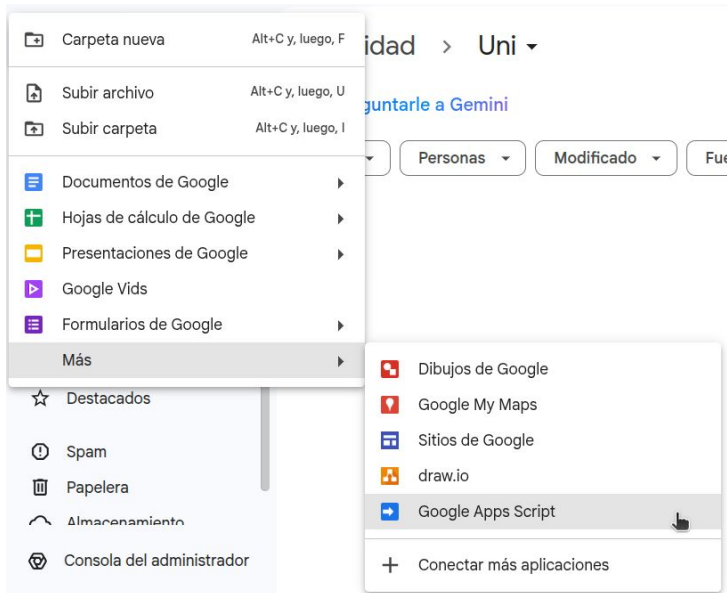 Carpeta nueva Alt+C y, luego, F
idad > Uni
Subir archivo Alt+C y, luego, U
guntarle a Gemini
Subir carpeta Alt+C y, luego, I
Personas Modificado Fue
Documentos de Google
Hojas de cálculo de Google
Presentaciones de Google
Google Vids
Formularios de Google
Más
Dibujos de Google
Destacados
Google My Maps
Sitios de Google
Spam
draw.io
Papelera
Google Apps Script
Almacenamiento
Consola del administrador
Conectar más aplicaciones